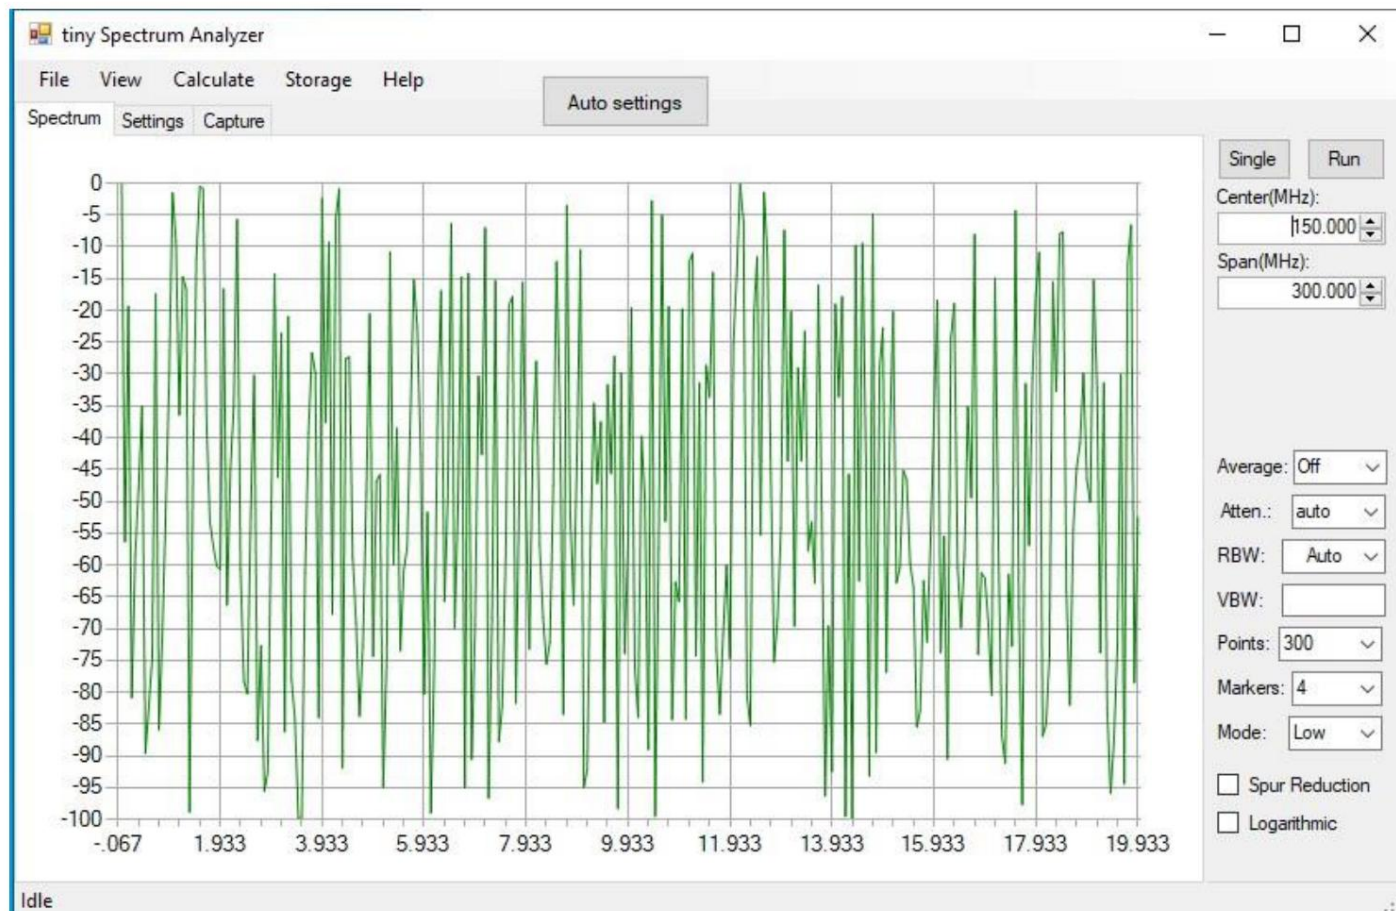 tiny Spectrum Analyzer
File View Calculate Storage Help
Auto settings
Spectrum Settings Capture
Single Run
Center(MHz):
150.000
Span(MHz):
300.000
0
-5
-10
-15
-20
-25
-30
-35
-40
-45
-50
-55
-60
-65
-70
-75
-80
-85
-90
-95
-100
-.067 1.933 3.933 5.933 7.933 9.933 11.933 13.933 15.933 17.933 19.933
Average: Off
Atten.: auto
RBW: Auto
VBW:
Points: 300
Markers: 4
Mode: Low
Spur Reduction
Logarithmic
Idle